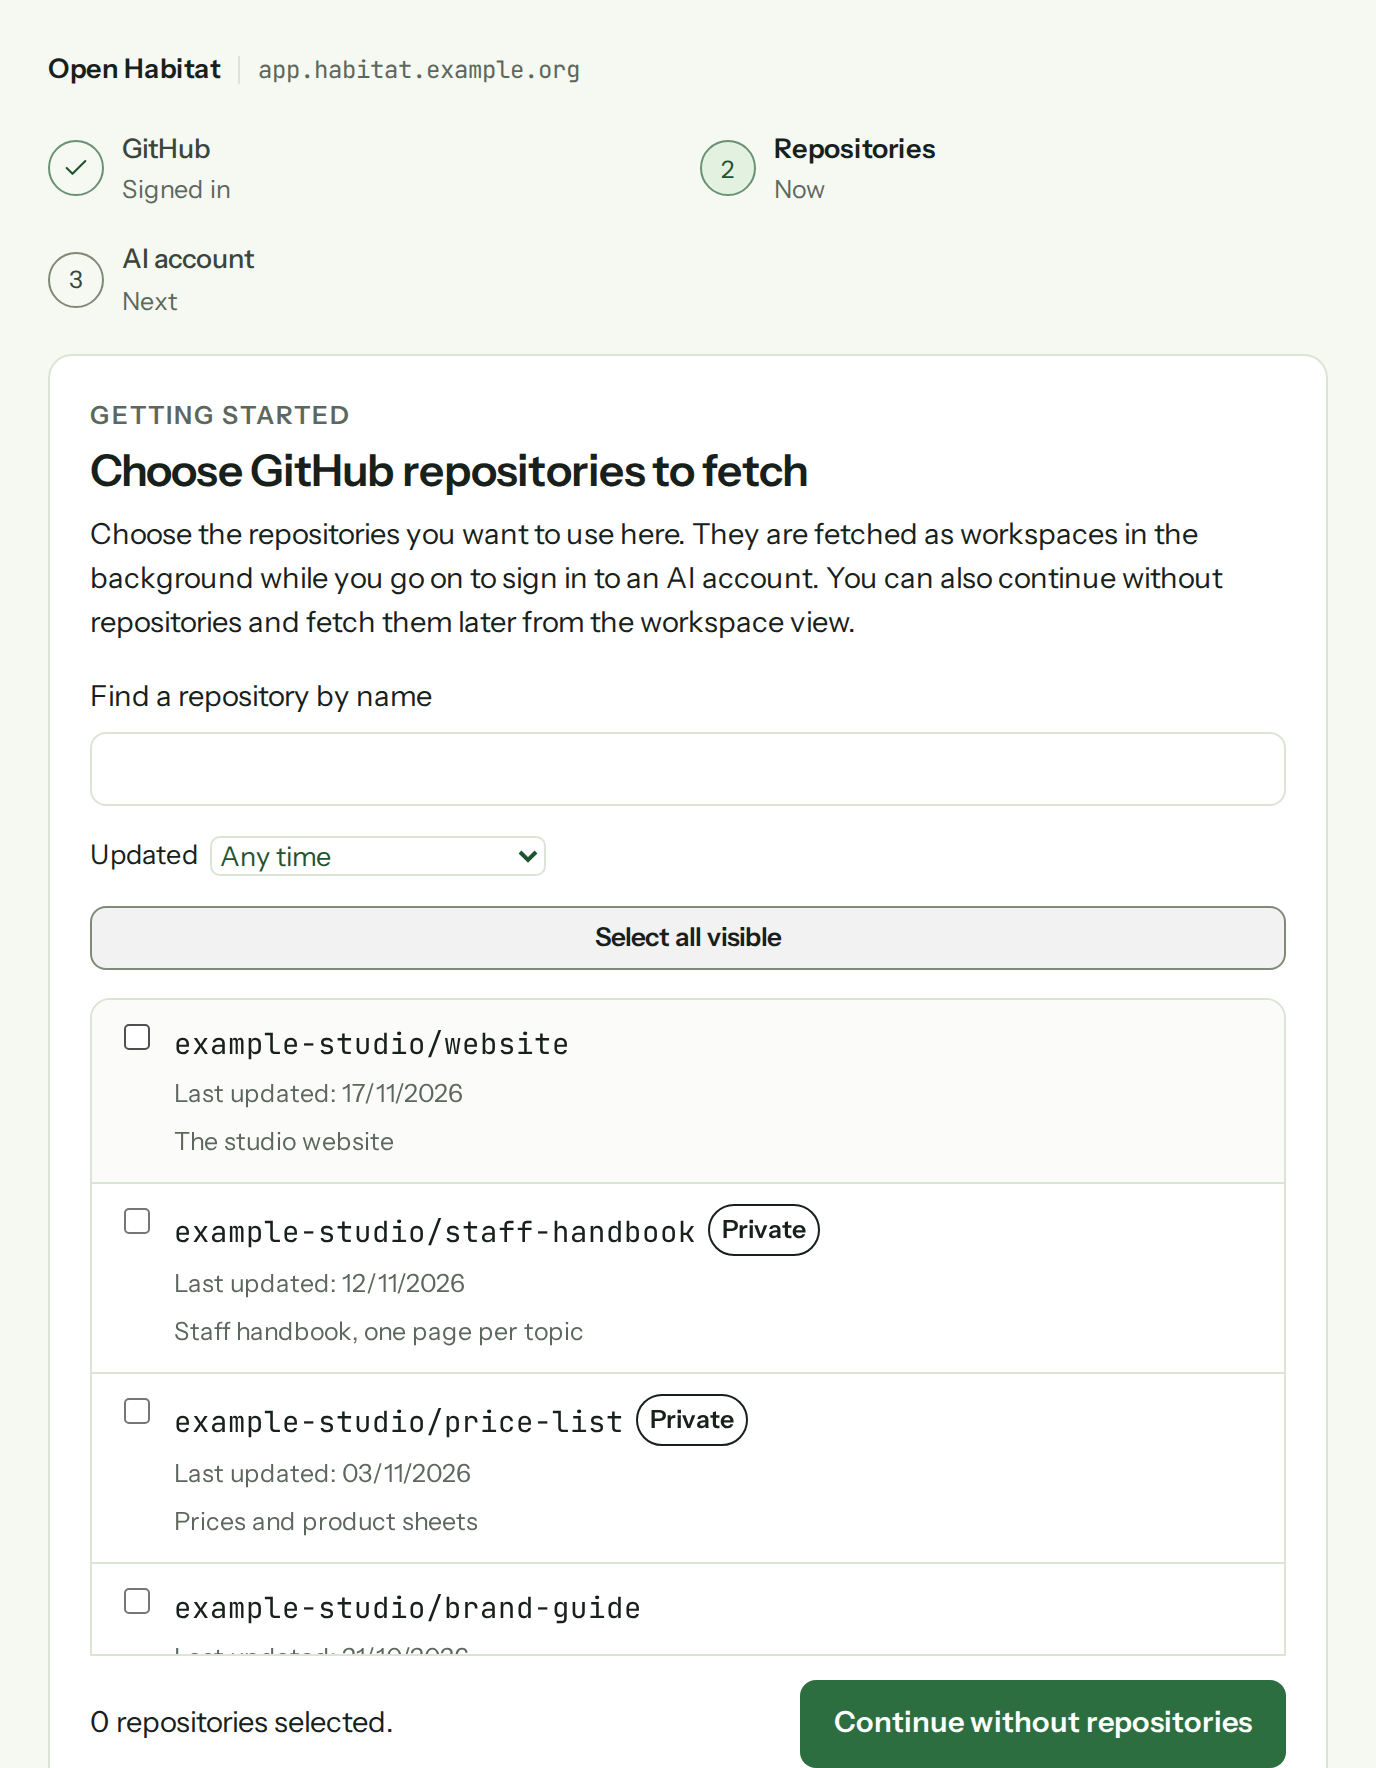 Open Habitat
app.habitat.example.org
GitHub
Signed in
2
Repositories
Now
3
AI account
Next
GETTING STARTED
Choose GitHub repositories to fetch
Choose the repositories you want to use here. They are fetched as workspaces in the
background while you go on to sign in to an AI account. You can also continue without
repositories and fetch them later from the workspace view.
Find a repository by name
Updated
Any time
Select all visible
example-studio/website
Last updated: 17/11/2026
The studio website
example-studio/staff-handbook Private
Last updated: 12/11/2026
Staff handbook, one page per topic
example-studio/price-list Private
Last updated: 03/11/2026
Prices and product sheets
example-studio/brand-guide
Last updated: 21/10/2026
0 repositories selected.
Continue without repositories